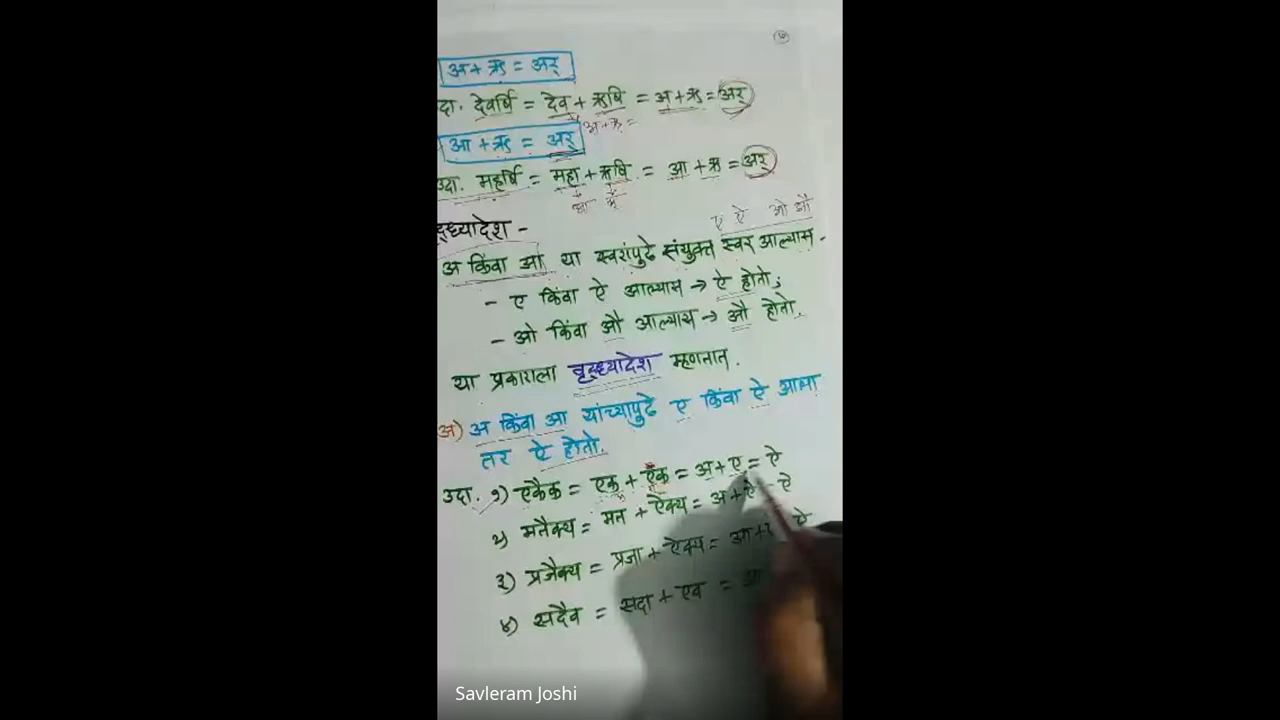 ७
अ + ऋ = अर्
दा. देवर्षि = देव + ऋषि = अ + ऋ = अर्
अ + ऋ =
आ + ऋ = अर्
उदा. महर्षि = महा + ऋषि = आ + ऋ = अर्
आ ऋ
द्ध्यादेश -
ए ऐ ओ औ
अ किंवा आ या स्वरांपुढे संयुक्त स्वर आल्यास -
- ए किंवा ऐ आल्यास → ऐ होतो;
- ओ किंवा औ आल्यास → औ होतो.
या प्रकाराला वृद्ध्यादेश म्हणतात.
अ) अ किंवा आ यांच्यापुढे ए किंवा ऐ आला
तर ऐ होतो.
उदा. १) एकैक = एक + एक = अ + ए = ऐ
२) मतैक्य = मत + ऐक्य = अ + ऐ = ऐ
३) प्रजैक्य = प्रजा + ऐक्य = आ + ऐ
४) सदैव = सदा + एव = आ
Savleram Joshi